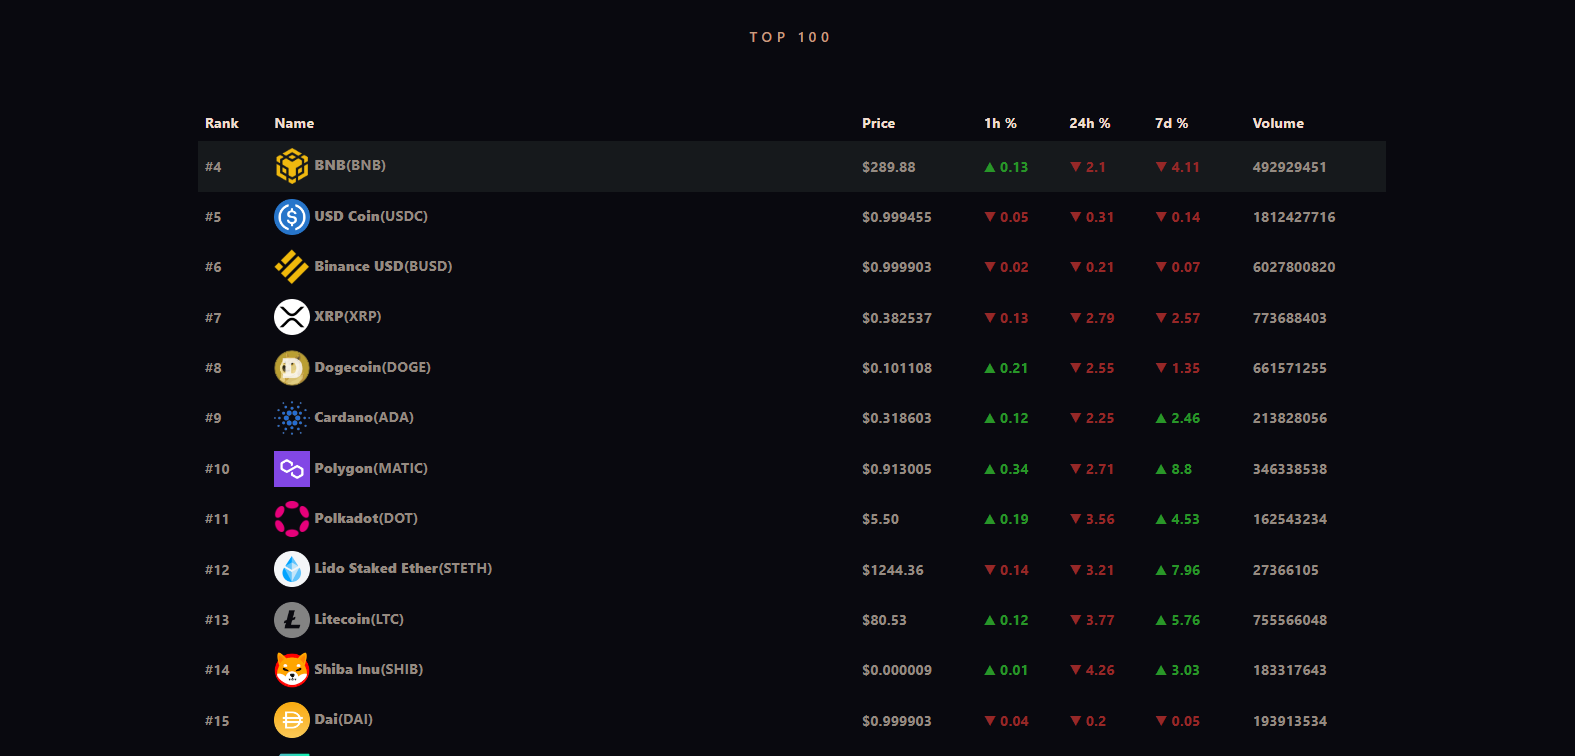 TOP 100
Rank Name Price 1h % 24h % 7d % Volume
#4 BNB(BNB) $289.88 ▲ 0.13 ▼ 2.1 ▼ 4.11 492929451
#5 USD Coin(USDC) $0.999455 ▼ 0.05 ▼ 0.31 ▼ 0.14 1812427716
#6 Binance USD(BUSD) $0.999903 ▼ 0.02 ▼ 0.21 ▼ 0.07 6027800820
#7 XRP(XRP) $0.382537 ▼ 0.13 ▼ 2.79 ▼ 2.57 773688403
#8 Dogecoin(DOGE) $0.101108 ▲ 0.21 ▼ 2.55 ▼ 1.35 661571255
#9 Cardano(ADA) $0.318603 ▲ 0.12 ▼ 2.25 ▲ 2.46 213828056
#10 Polygon(MATIC) $0.913005 ▲ 0.34 ▼ 2.71 ▲ 8.8 346338538
#11 Polkadot(DOT) $5.50 ▲ 0.19 ▼ 3.56 ▲ 4.53 162543234
#12 Lido Staked Ether(STETH) $1244.36 ▼ 0.14 ▼ 3.21 ▲ 7.96 27366105
#13 Litecoin(LTC) $80.53 ▲ 0.12 ▼ 3.77 ▲ 5.76 755566048
#14 Shiba Inu(SHIB) $0.000009 ▲ 0.01 ▼ 4.26 ▲ 3.03 183317643
#15 Dai(DAI) $0.999903 ▼ 0.04 ▼ 0.2 ▼ 0.05 193913534